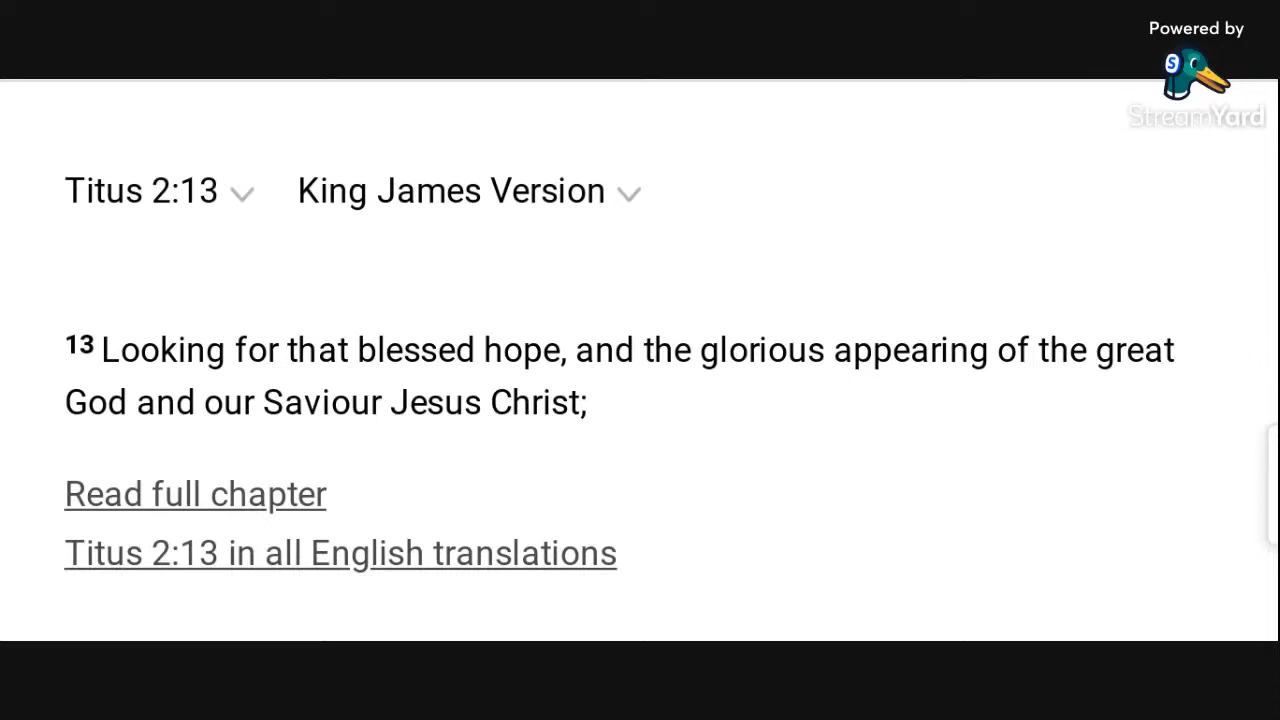 Powered by
S
StreamYard
Titus 2:13 King James Version
13 Looking for that blessed hope, and the glorious appearing of the great
God and our Saviour Jesus Christ;
Read full chapter
Titus 2:13 in all English translations